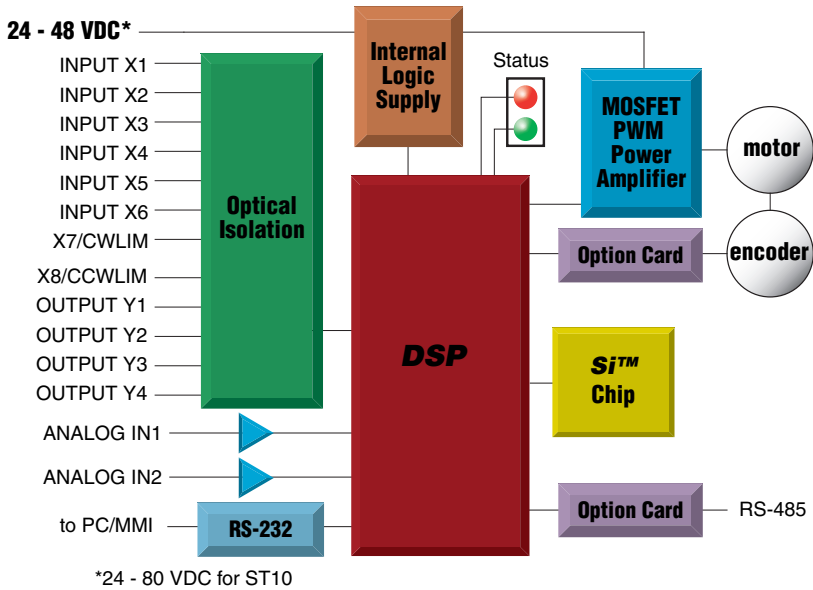 24 - 48 VDC*
INPUT X1
INPUT X2
INPUT X3
INPUT X4
INPUT X5
INPUT X6
X7/CWLIM
X8/CCWLIM
OUTPUT Y1
OUTPUT Y2
OUTPUT Y3
OUTPUT Y4
ANALOG IN1
ANALOG IN2
to PC/MMI
Optical
Isolation
RS-232
Internal
Logic
Supply
Status
DSP
MOSFET
PWM
Power
Amplifier
motor
Option Card
encoder
Si™
Chip
Option Card
RS-485
*24 - 80 VDC for ST10